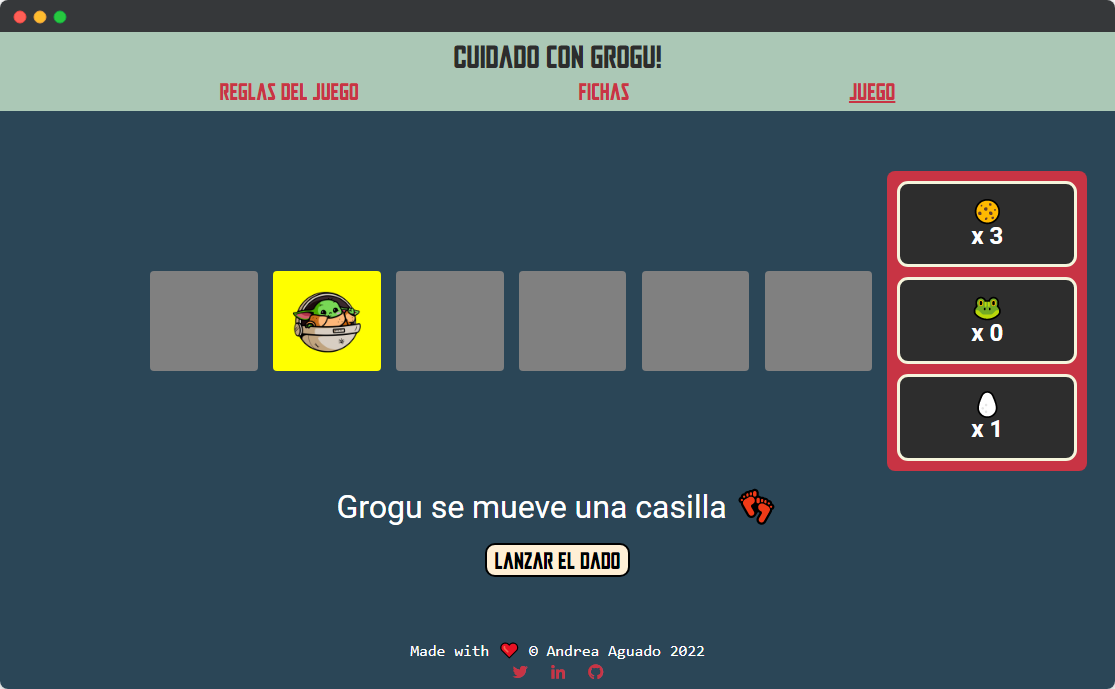 CUIDADO CON GROGU!
REGLAS DEL JUEGO
FICHAS
JUEGO
x 3
x 0
x 1
Grogu se mueve una casilla
LANZAR EL DADO
Made with © Andrea Aguado 2022